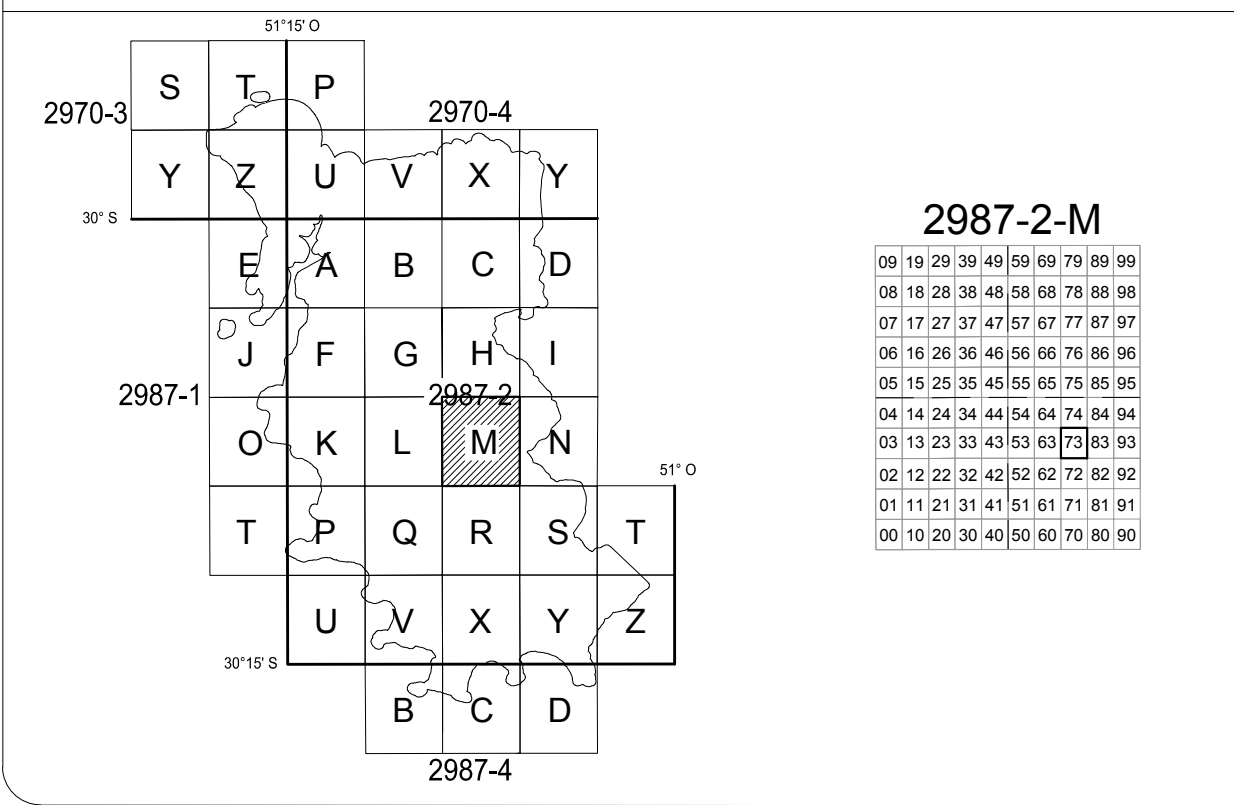 51°15' O
S T P
2970-3 2970-4
Y Z U V X Y
30° S
E A B C D
J F G H I
2987-1 2987-2
O K L M N
51° O
T P Q R S T
U V X Y Z
30°15' S
B C D
2987-4
2987-2-M
09 19 29 39 49 59 69 79 89 99
08 18 28 38 48 58 68 78 88 98
07 17 27 37 47 57 67 77 87 97
06 16 26 36 46 56 66 76 86 96
05 15 25 35 45 55 65 75 85 95
04 14 24 34 44 54 64 74 84 94
03 13 23 33 43 53 63 73 83 93
02 12 22 32 42 52 62 72 82 92
01 11 21 31 41 51 61 71 81 91
00 10 20 30 40 50 60 70 80 90